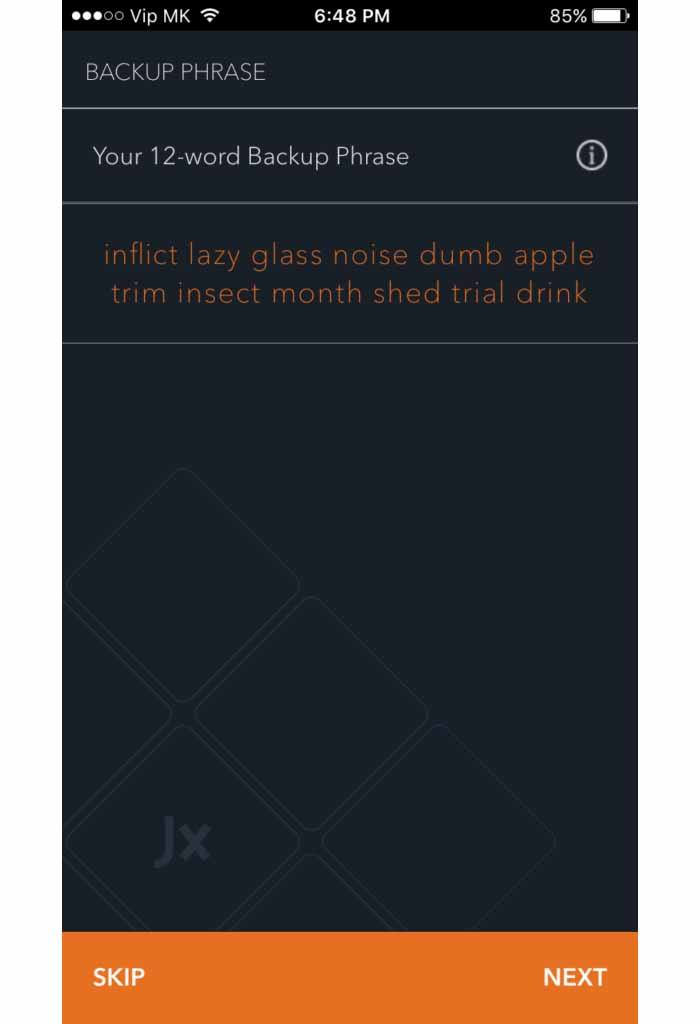 Vip MK 6:48 PM 85%
BACKUP PHRASE
Your 12-word Backup Phrase
inflict lazy glass noise dumb apple
trim insect month shed trial drink
Jx
SKIP NEXT